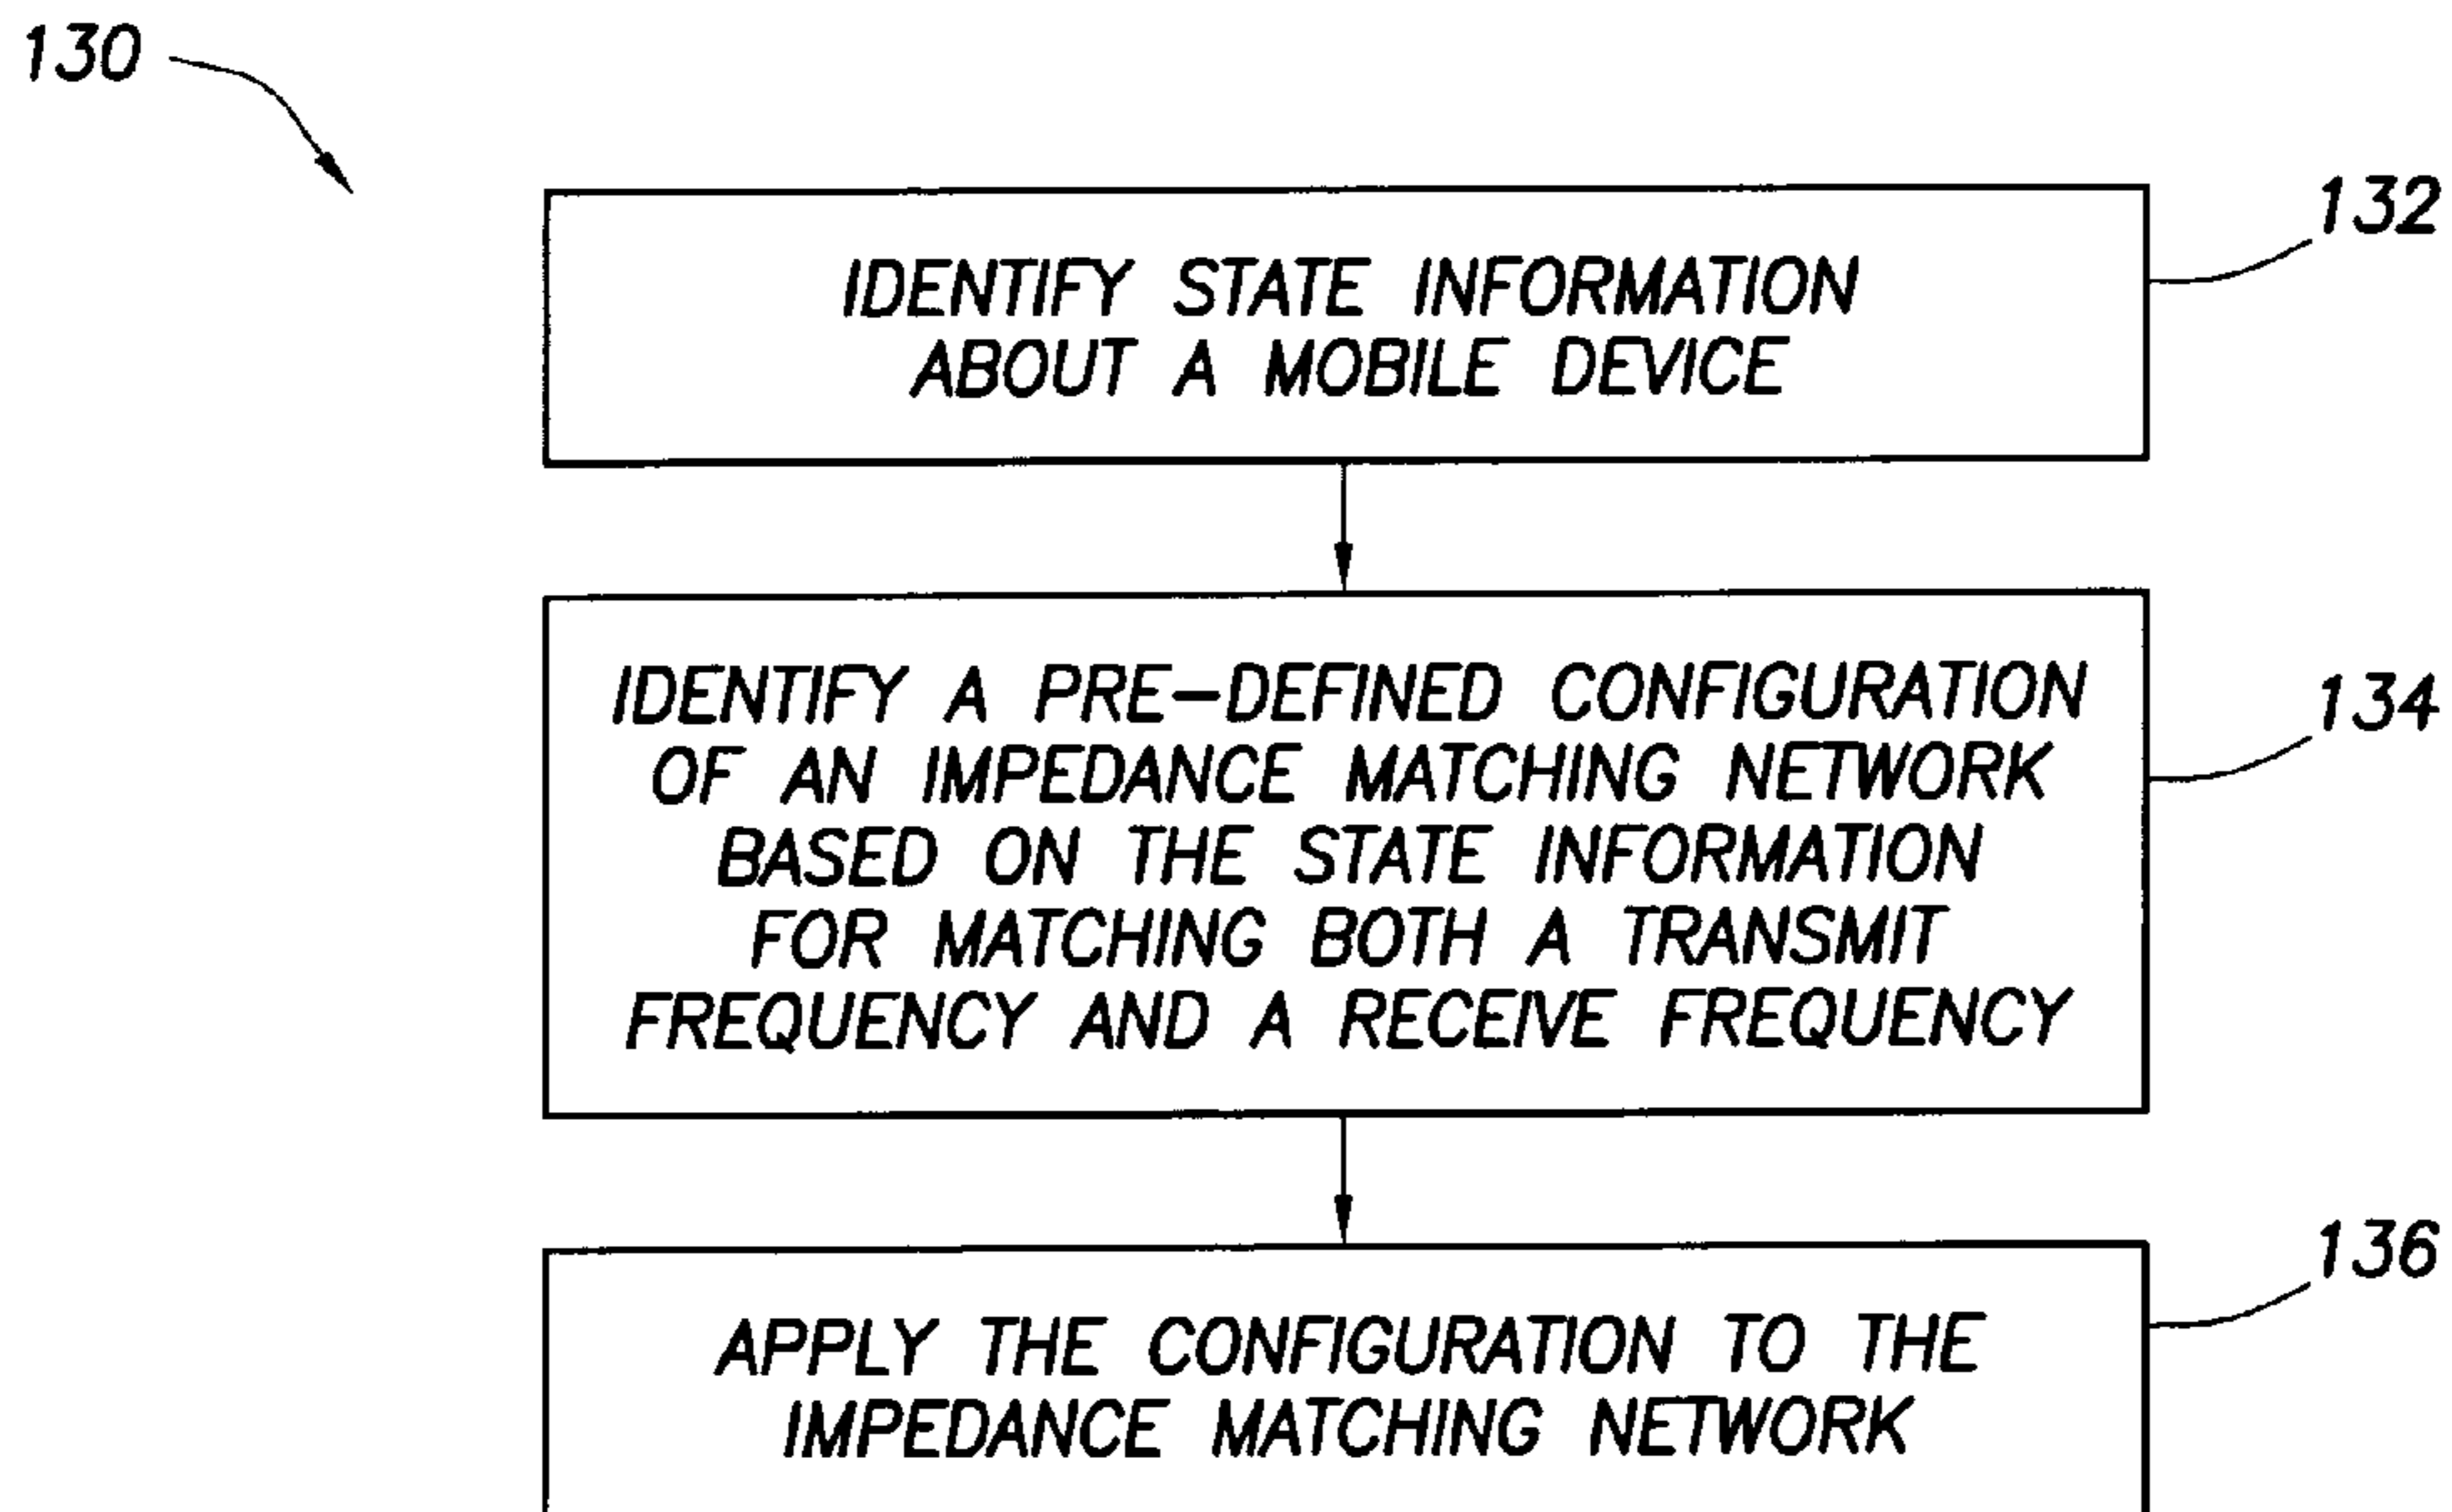 130
132
IDENTIFY STATE INFORMATION
ABOUT A MOBILE DEVICE
134
IDENTIFY A PRE-DEFINED CONFIGURATION
OF AN IMPEDANCE MATCHING NETWORK
BASED ON THE STATE INFORMATION
FOR MATCHING BOTH A TRANSMIT
FREQUENCY AND A RECEIVE FREQUENCY
136
APPLY THE CONFIGURATION TO THE
IMPEDANCE MATCHING NETWORK